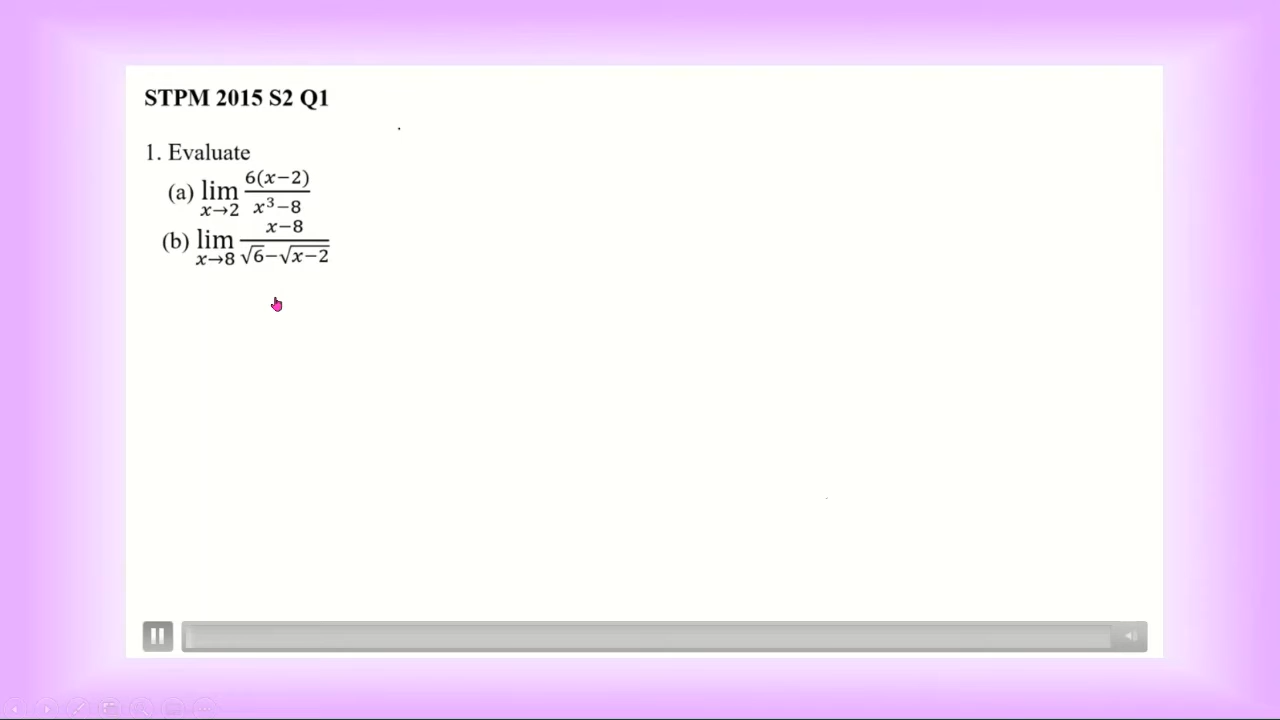 STPM 2015 S2 Q1
1. Evaluate
(a) lim x→2 6(x−2)/x³−8
(b) lim x→8 x−8/√6−√x−2